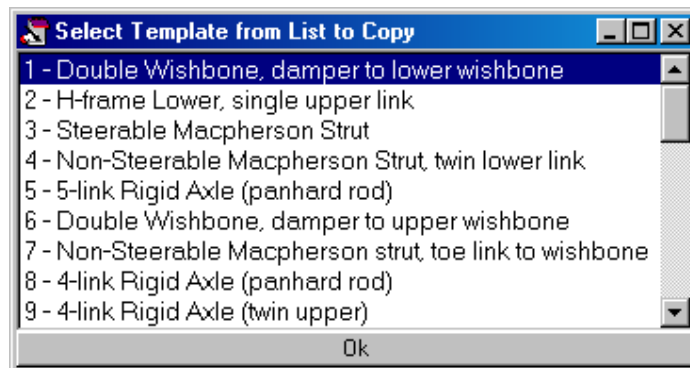 Select Template from List to Copy
1 - Double Wishbone, damper to lower wishbone
2 - H-frame Lower, single upper link
3 - Steerable Macpherson Strut
4 - Non-Steerable Macpherson Strut, twin lower link
5 - 5-link Rigid Axle (panhard rod)
6 - Double Wishbone, damper to upper wishbone
7 - Non-Steerable Macpherson strut, toe link to wishbone
8 - 4-link Rigid Axle (panhard rod)
9 - 4-link Rigid Axle (twin upper)
Ok